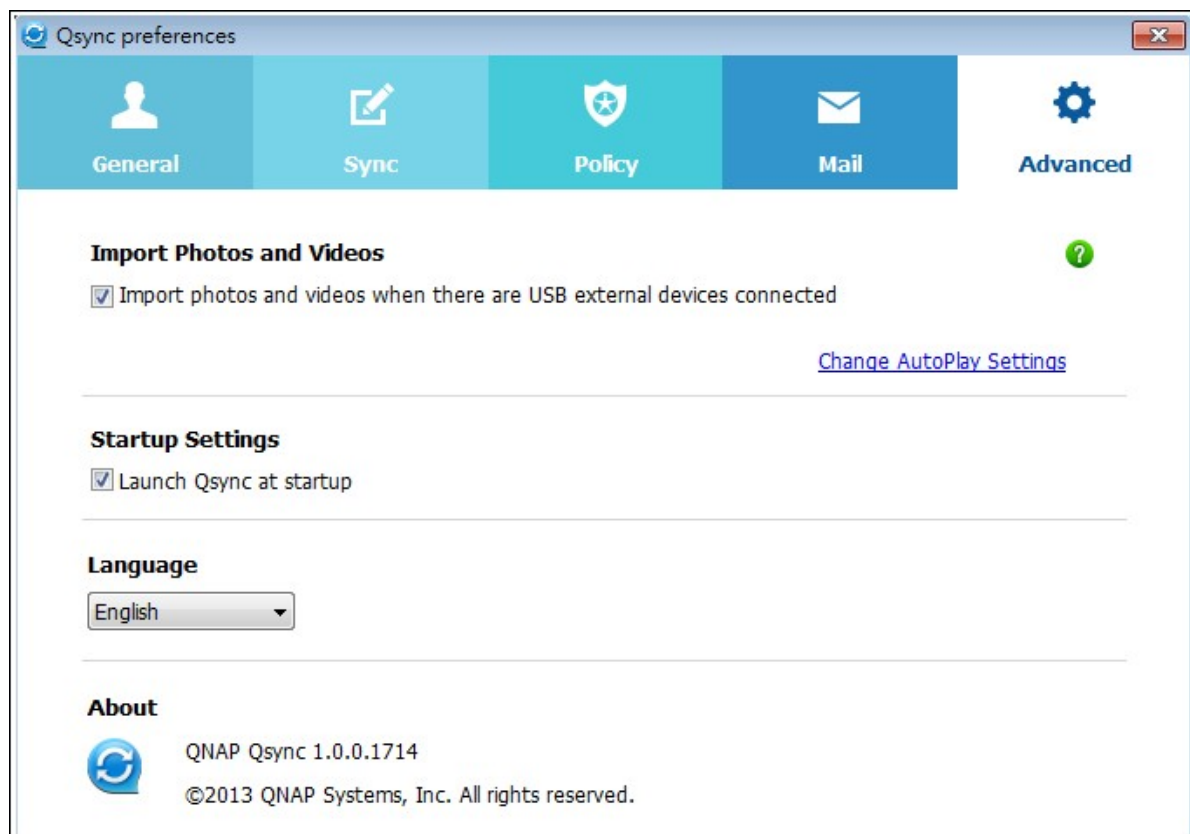 Qsync preferences
General
Sync
Policy
Mail
Advanced
Import Photos and Videos
?
Import photos and videos when there are USB external devices connected
Change AutoPlay Settings
Startup Settings
Launch Qsync at startup
Language
English
About
QNAP Qsync 1.0.0.1714
©2013 QNAP Systems, Inc. All rights reserved.